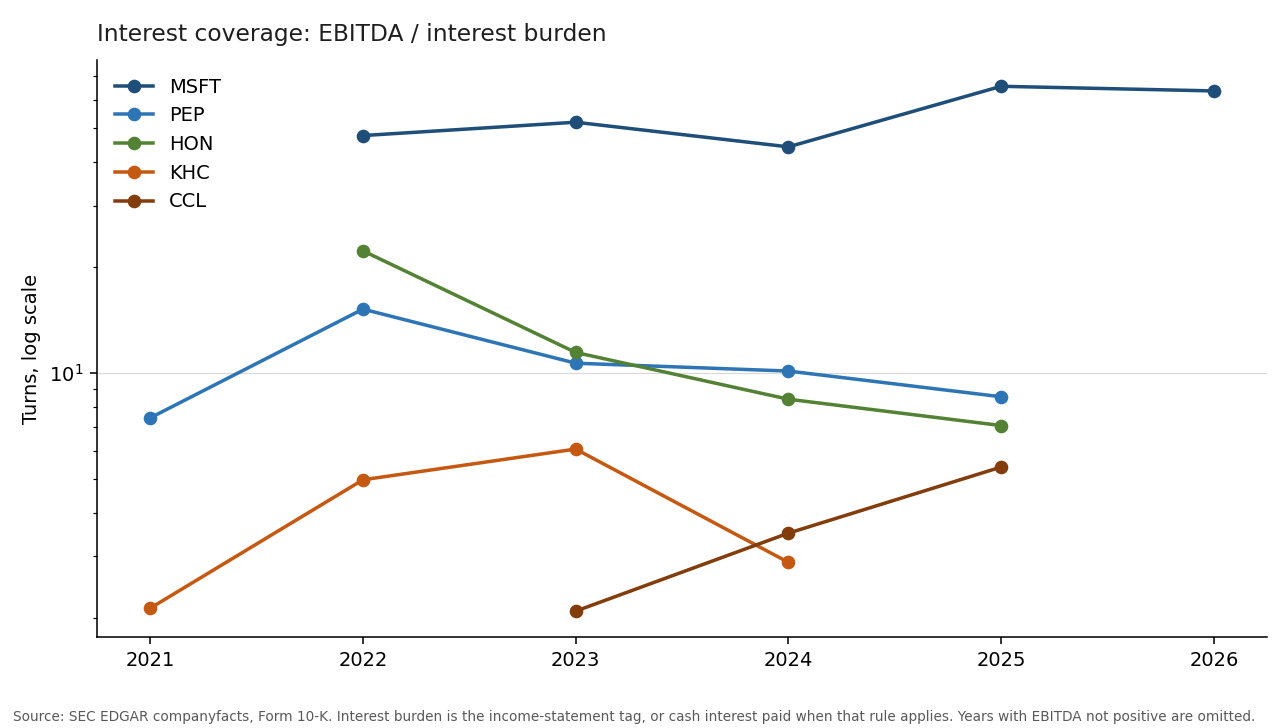 Interest coverage: EBITDA / interest burden
MSFT
PEP
HON
KHC
CCL
Turns, log scale
10¹
2021 2022 2023 2024 2025 2026
Source: SEC EDGAR companyfacts, Form 10-K. Interest burden is the income-statement tag, or cash interest paid when that rule applies. Years with EBITDA not positive are omitted.